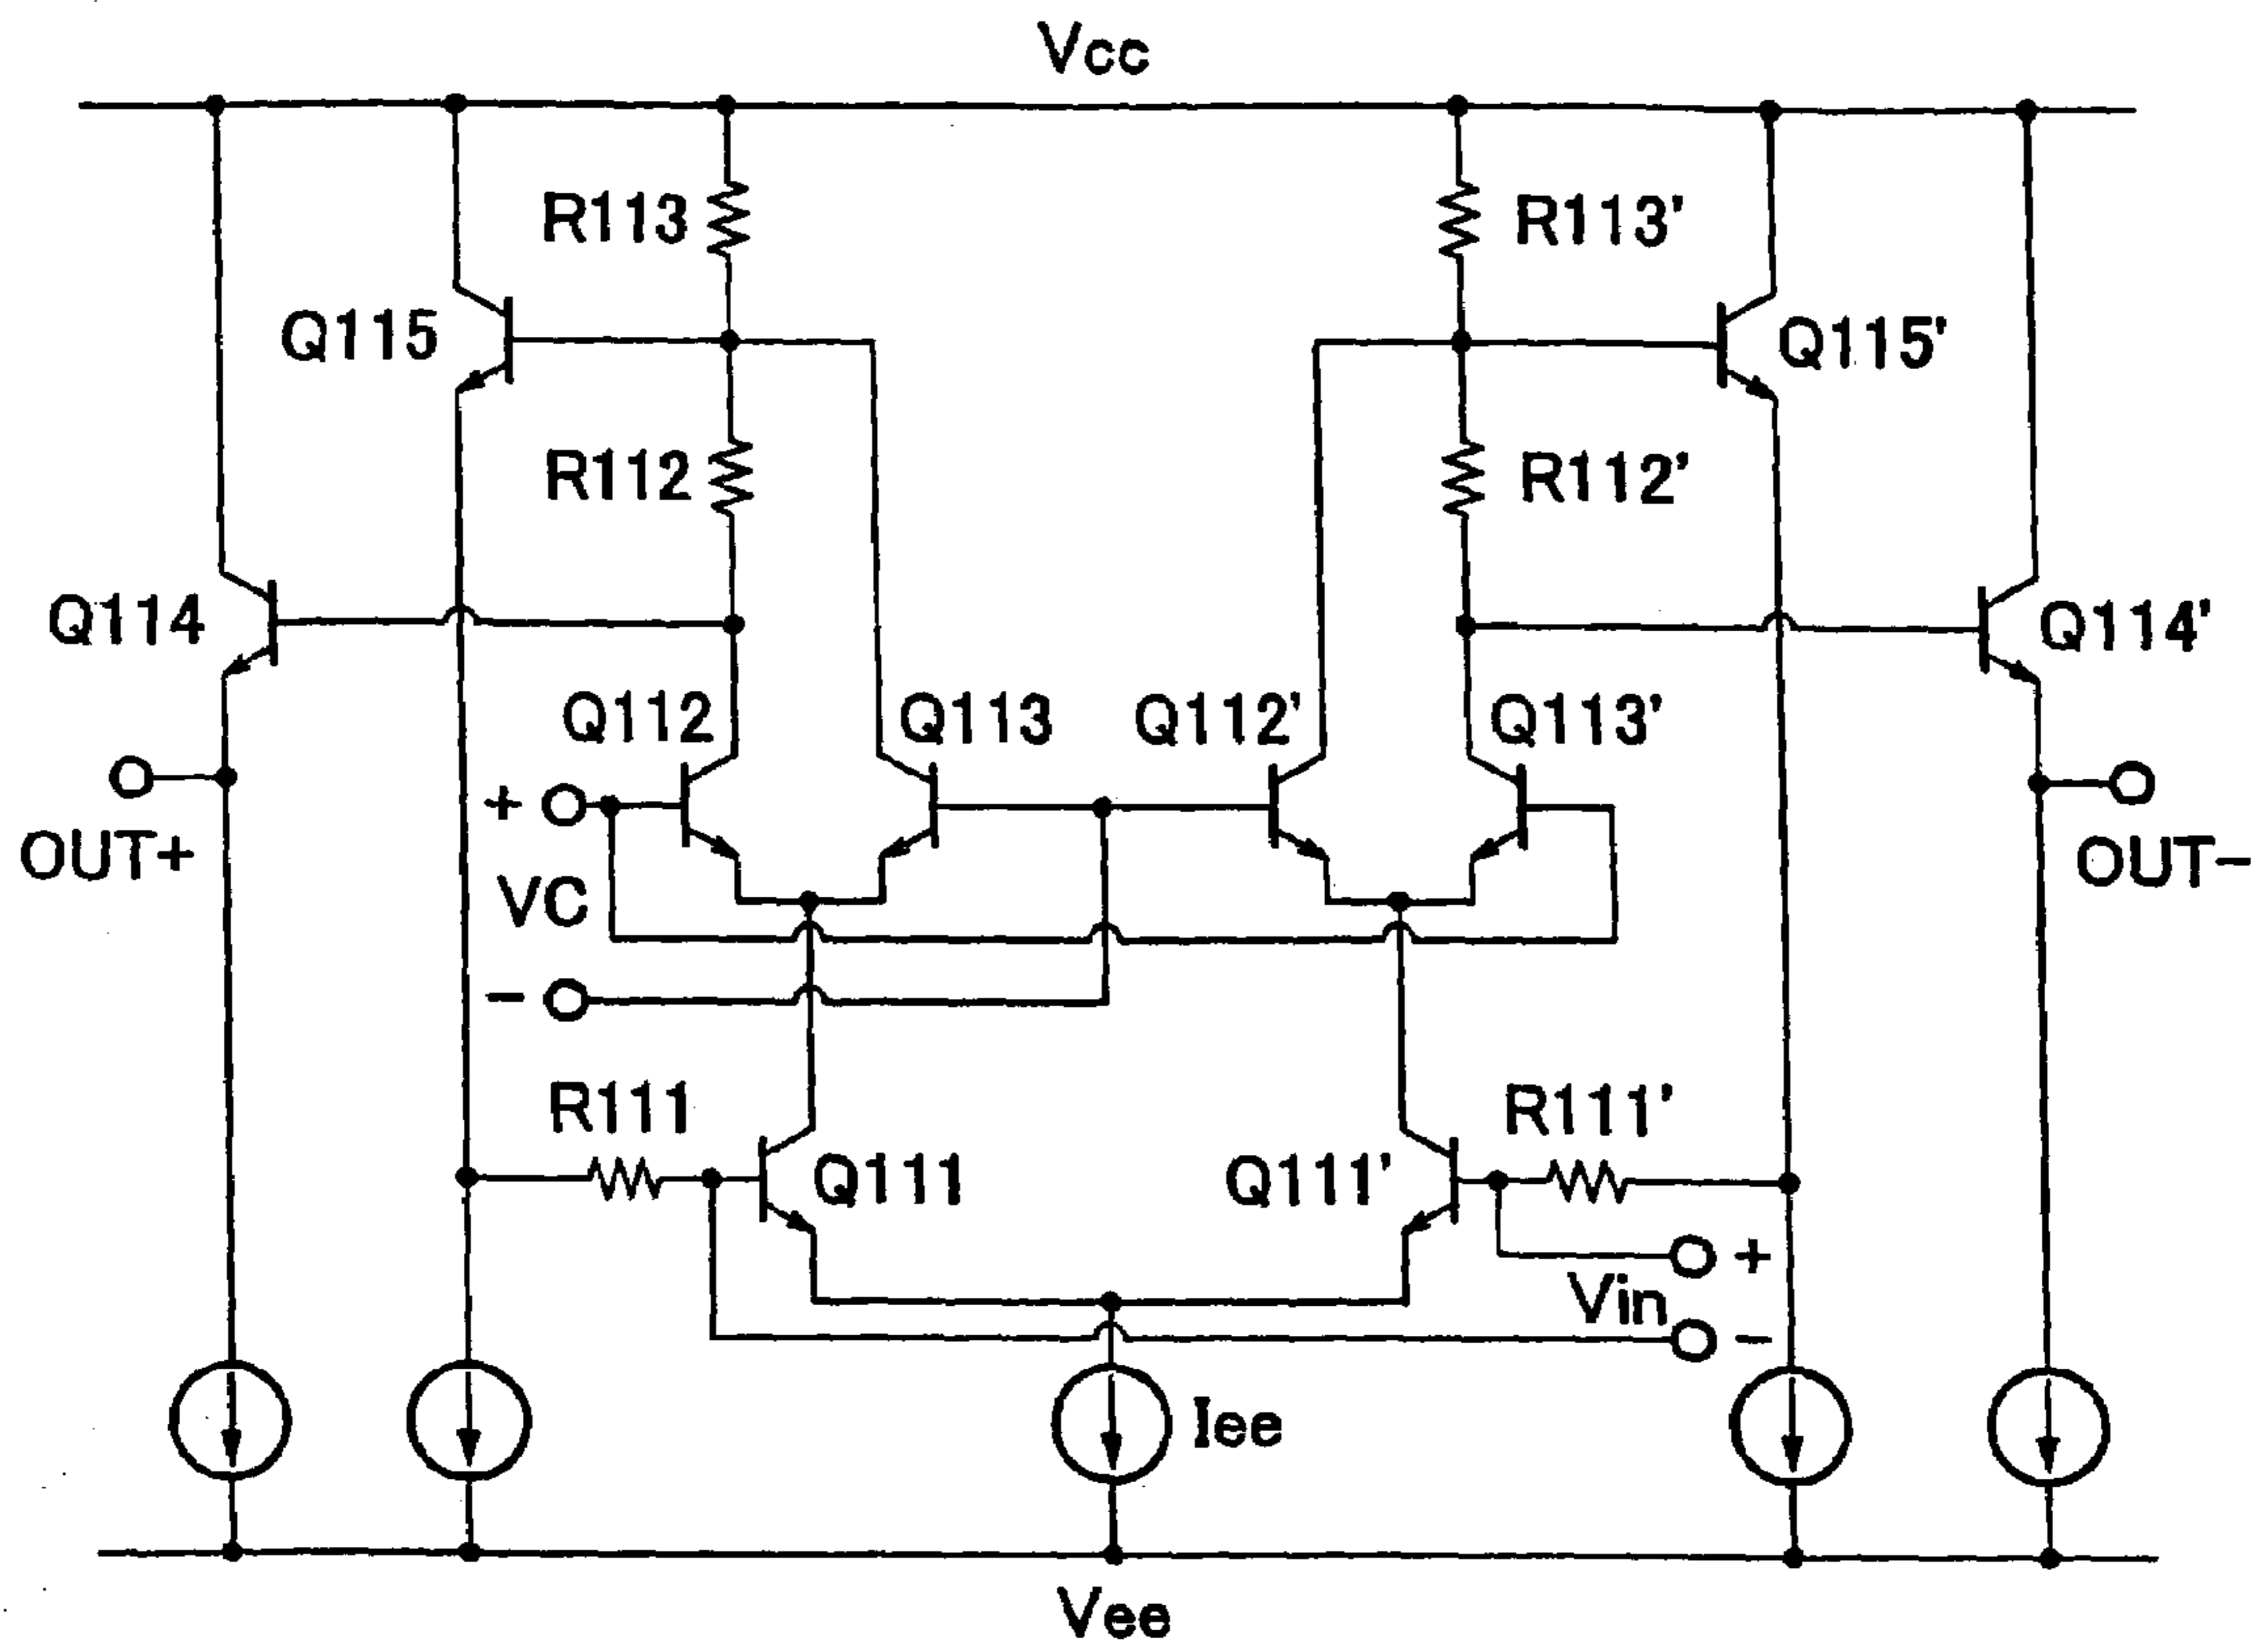 Vcc
R113
R113'
Q115
Q115'
R112
R112'
Q114
Q114'
Q112
Q113
Q112'
Q113'
+
OUT+
VC
OUT-
-
R111
R111'
Q111
Q111'
+
Vin
-
Iee
Vee